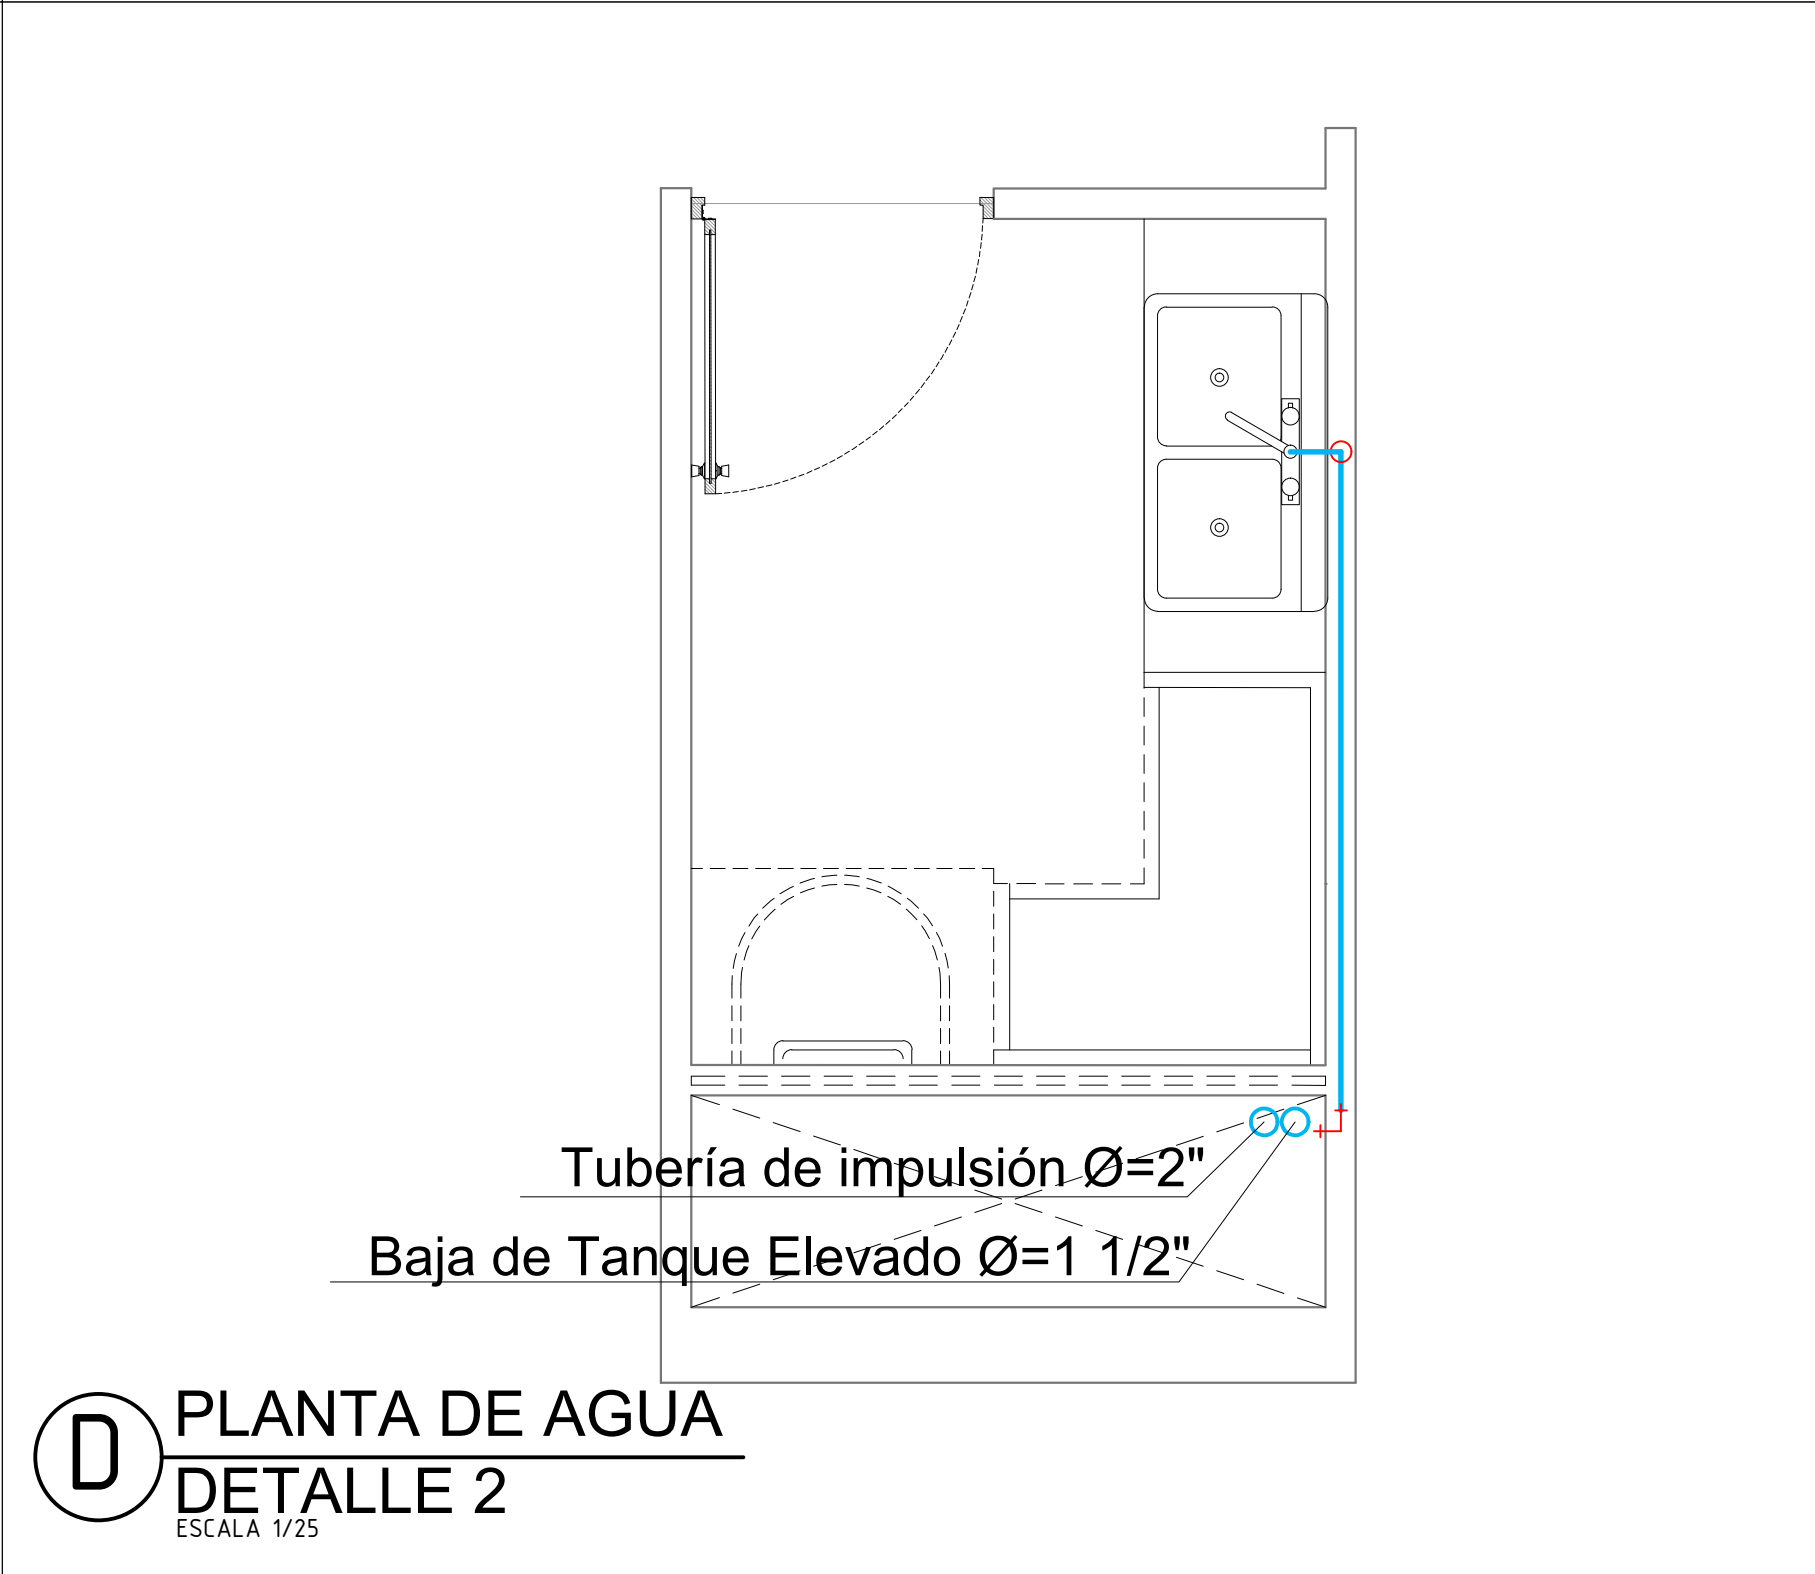 Tubería de impulsión Ø=2"
Baja de Tanque Elevado Ø=1 1/2"
D
PLANTA DE AGUA
DETALLE 2
ESCALA 1/25